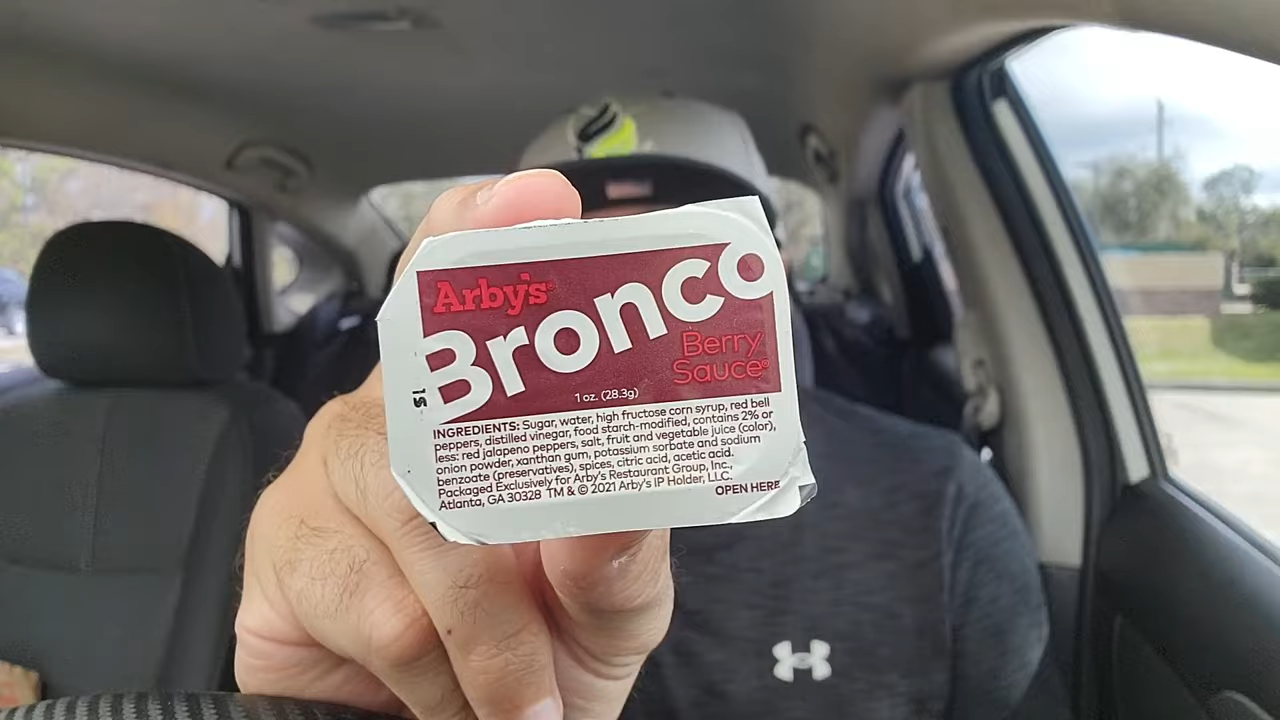 Arby's®
Bronco
Berry
Sauce®
1 oz. (28.3g)
INGREDIENTS: Sugar, water, high fructose corn syrup, red bell
peppers, distilled vinegar, food starch-modified, contains 2% or
less: red jalapeno peppers, salt, fruit and vegetable juice (color),
onion powder, xanthan gum, potassium sorbate and sodium
benzoate (preservatives), spices, citric acid, acetic acid.
Packaged Exclusively for Arby's Restaurant Group, Inc.,
Atlanta, GA 30328 TM & © 2021 Arby's IP Holder, LLC.
OPEN HERE